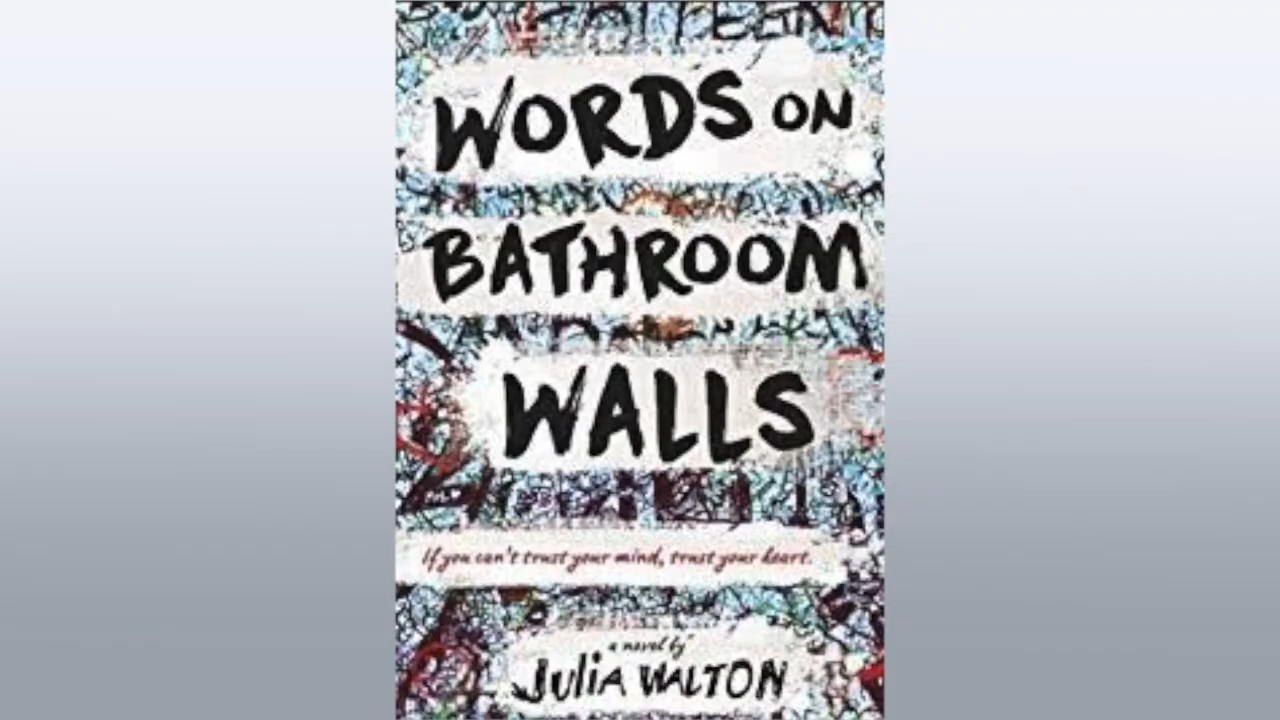 WORDS ON
BATHROOM
WALLS
If you can't trust your mind, trust your heart.
a novel by
JULIA WALTON